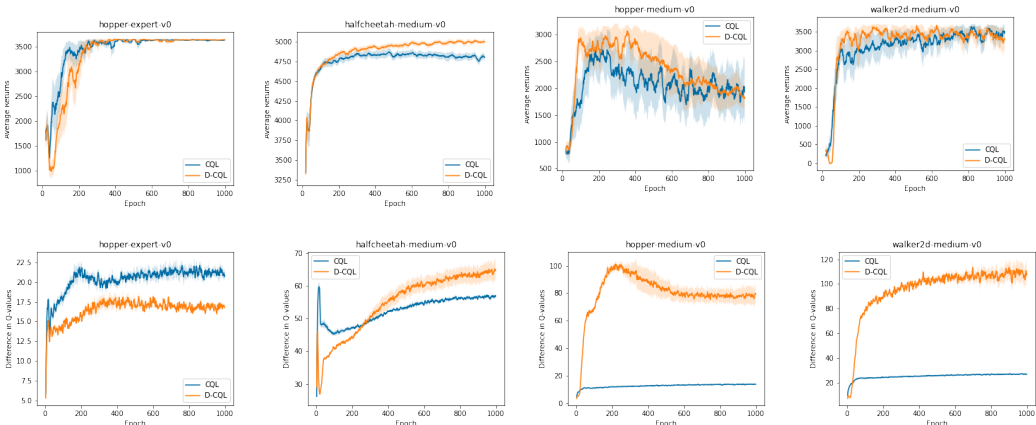 hopper-expert-v0
Average Returns
3500
3000
2500
2000
1500
1000
0 200 400 600 800 1000
Epoch
CQL
D-CQL
halfcheetah-medium-v0
Average Returns
5000
4750
4500
4250
4000
3750
3500
3250
0 200 400 600 800 1000
Epoch
CQL
D-CQL
hopper-medium-v0
Average Returns
3000
2500
2000
1500
1000
500
0 200 400 600 800 1000
Epoch
CQL
D-CQL
walker2d-medium-v0
Average Returns
3500
3000
2500
2000
1500
1000
500
0
0 200 400 600 800 1000
Epoch
CQL
D-CQL
hopper-expert-v0
Difference in Q-values
22.5
20.0
17.5
15.0
12.5
10.0
7.5
5.0
0 200 400 600 800 1000
Epoch
CQL
D-CQL
halfcheetah-medium-v0
Difference in Q-values
70
60
50
40
30
0 200 400 600 800 1000
Epoch
CQL
D-CQL
hopper-medium-v0
Difference in Q-values
100
80
60
40
20
0
0 200 400 600 800 1000
Epoch
CQL
D-CQL
walker2d-medium-v0
Difference in Q-values
120
100
80
60
40
20
0 200 400 600 800 1000
Epoch
CQL
D-CQL